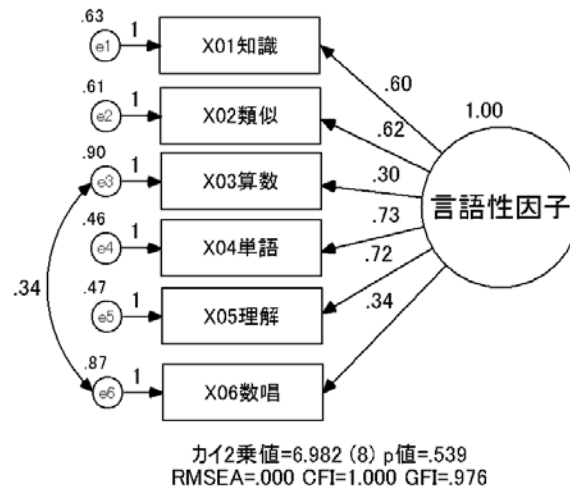 .63
e1
1
X01知識
.60
1.00
.61
e2
1
X02類似
.62
.90
e3
1
X03算数
.30
言語性因子
.46
e4
1
X04単語
.73
.34
.47
e5
1
X05理解
.72
.87
e6
1
X06数唱
.34
カイ2乗値=6.982 (8) p値=.539
RMSEA=.000 CFI=1.000 GFI=.976